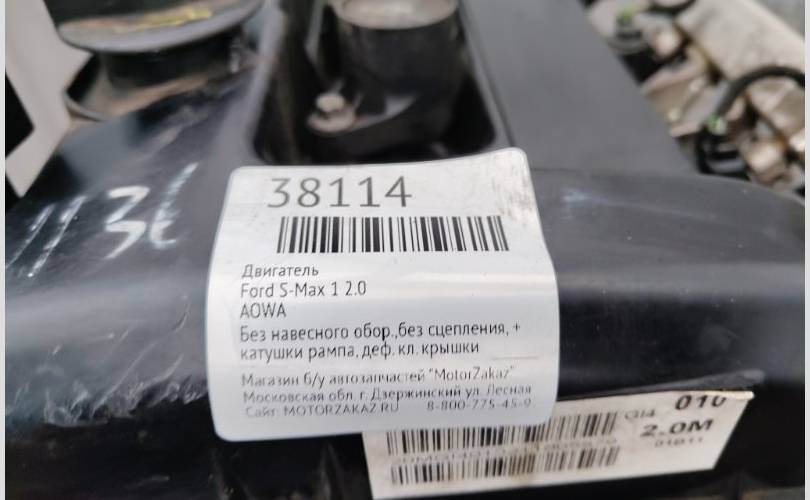 38114
Двигатель
Ford S-Max 1 2.0
AOWA
Без навесного обор.,без сцепления, +
катушки рампа, деф. кл. крышки
Магазин б/у автозапчастей "MotorZakaz"
Московская обл. г. Дзержинский ул. Лесная
Сайт: MOTORZAKAZ.RU 8-800-775-45-9
010
2.0M